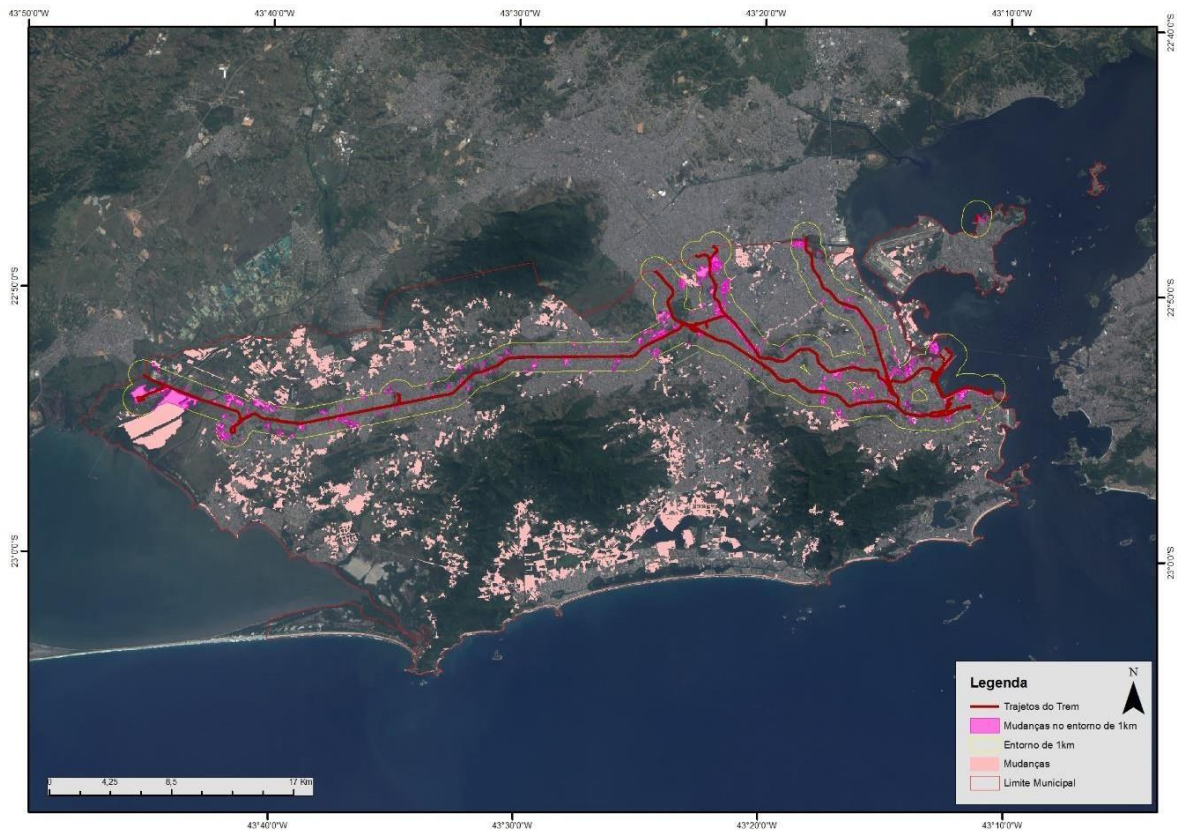 43°50'0"W 43°40'0"W 43°30'0"W 43°20'0"W 43°10'0"W
22°40'0"S
22°50'0"S 22°50'0"S
23°0'0"S 23°0'0"S
Legenda
N
Trajetos do Trem
Mudanças no entorno de 1km
Entorno de 1km
Mudanças
Limite Municipal
0 4,25 8,5 17 Km
43°40'0"W 43°30'0"W 43°20'0"W 43°10'0"W